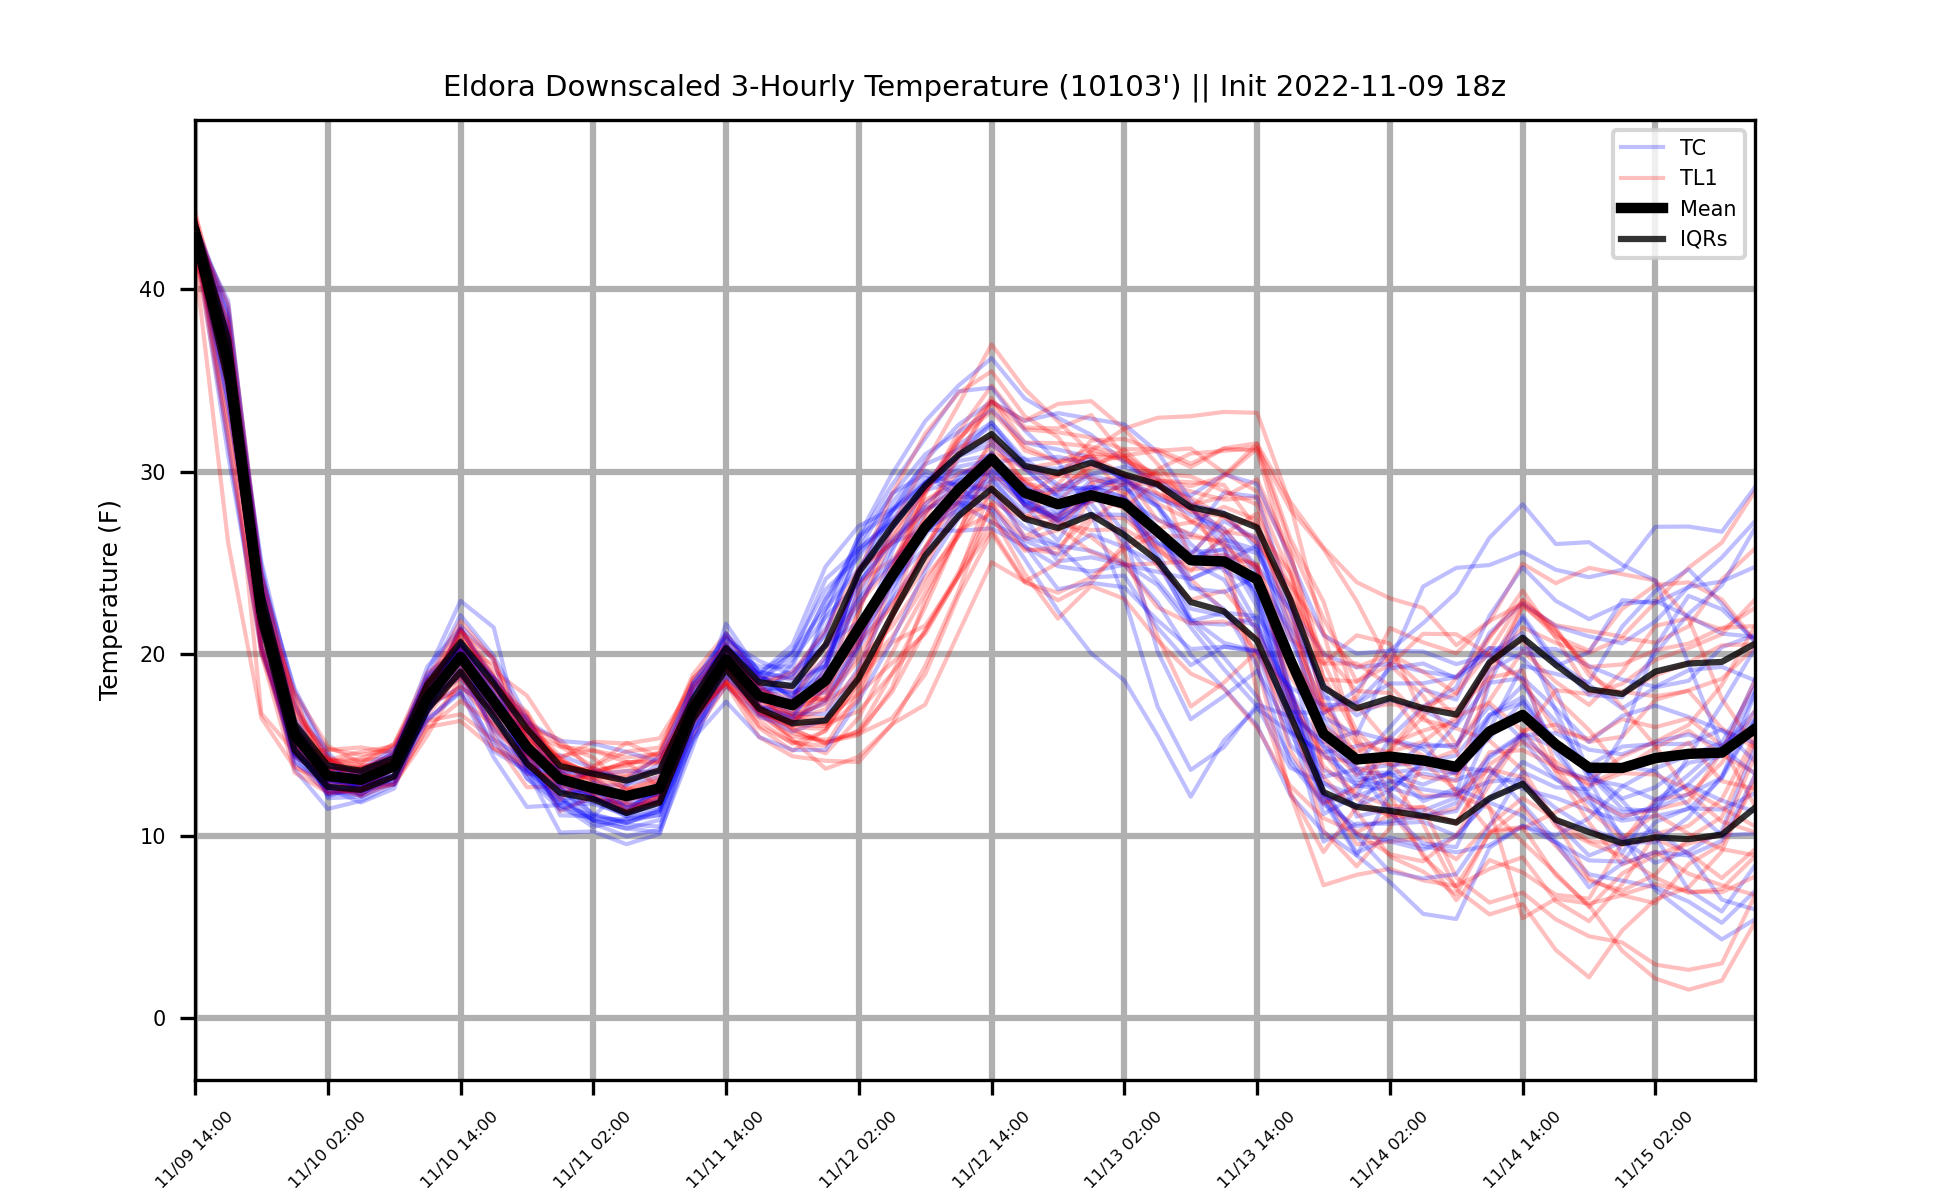 Eldora Downscaled 3-Hourly Temperature (10103') || Init 2022-11-09 18z
TC
TL1
Mean
IQRs
Temperature (F)
40
30
20
10
0
11/09 14:00
11/10 02:00
11/10 14:00
11/11 02:00
11/11 14:00
11/12 02:00
11/12 14:00
11/13 02:00
11/13 14:00
11/14 02:00
11/14 14:00
11/15 02:00